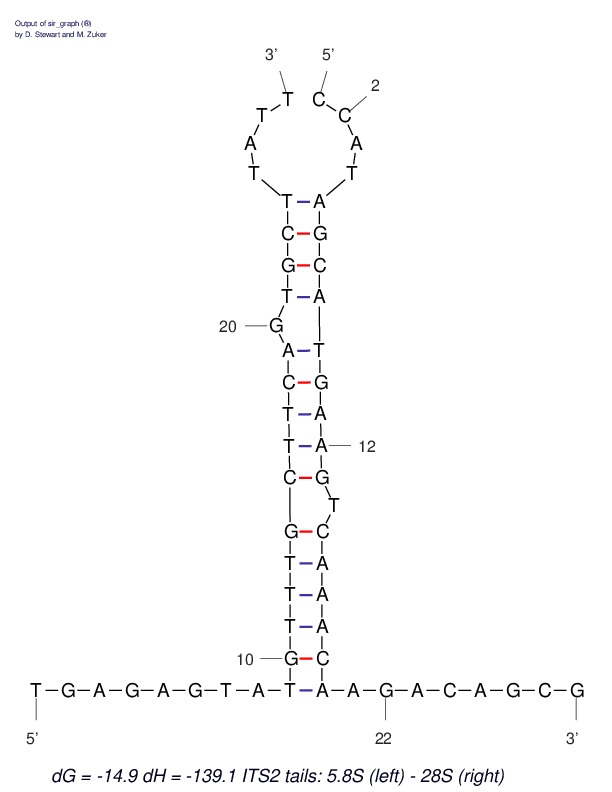 Output of sir_graph (®)
by D. Stewart and M. Zuker
3’ 5’
2
T C
T C
A A
T T
T A
C G
G C
T A
20 G
A T
C G
T A
T A 12
C G
T
G C
T A
T A
T A
10 G C
T G A G A G T A T A A G A C A G C G
5’ 22 3’
dG = -14.9 dH = -139.1 ITS2 tails: 5.8S (left) - 28S (right)